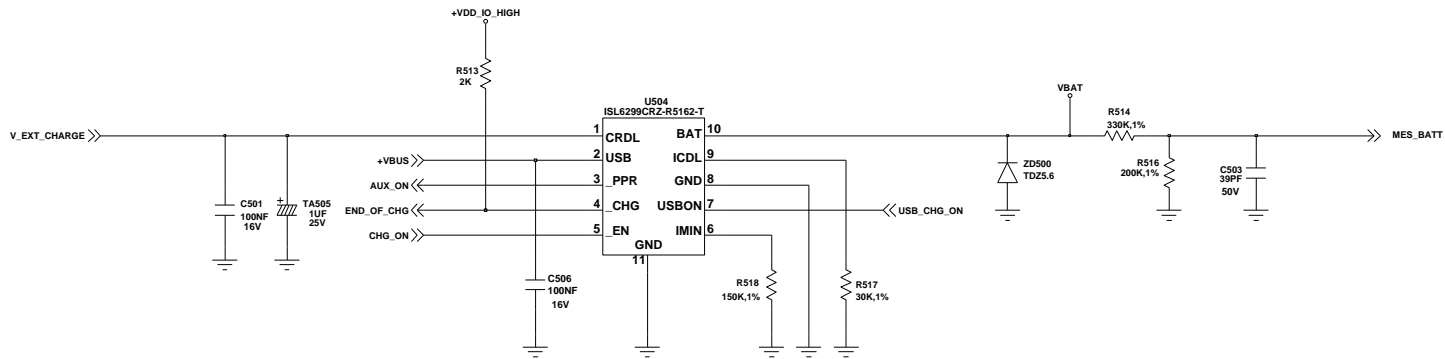 +VDD_IO_HIGH
R513
2K
U504
ISL6299CRZ-R5162-T
VBAT
R514
330K,1%
V_EXT_CHARGE
1 CRDL
BAT 10
MES_BATT
+VBUS
2 USB
ICDL 9
AUX_ON
3 _PPR
GND 8
END_OF_CHG
4 _CHG
USBON 7
USB_CHG_ON
CHG_ON
5 _EN
IMIN 6
GND
11
C501
100NF
16V
+
TA505
1UF
25V
C506
100NF
16V
R518
150K,1%
R517
30K,1%
ZD500
TDZ5.6
R516
200K,1%
C503
39PF
50V